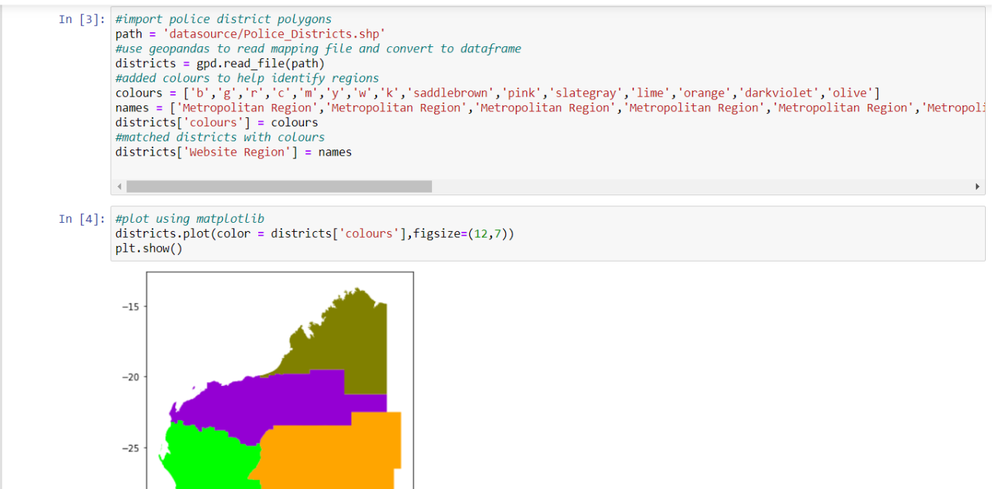 In [3]: #import police district polygons
path = 'datasource/Police_Districts.shp'
#use geopandas to read mapping file and convert to dataframe
districts = gpd.read_file(path)
#added colours to help identify regions
colours = ['b','g','r','c','m','y','w','k','saddlebrown','pink','slategray','lime','orange','darkviolet','olive']
names = ['Metropolitan Region','Metropolitan Region','Metropolitan Region','Metropolitan Region','Metropolitan Region','Metropoli
districts['colours'] = colours
#matched districts with colours
districts['Website Region'] = names
In [4]: #plot using matplotlib
districts.plot(color = districts['colours'],figsize=(12,7))
plt.show()
−15
−20
−25